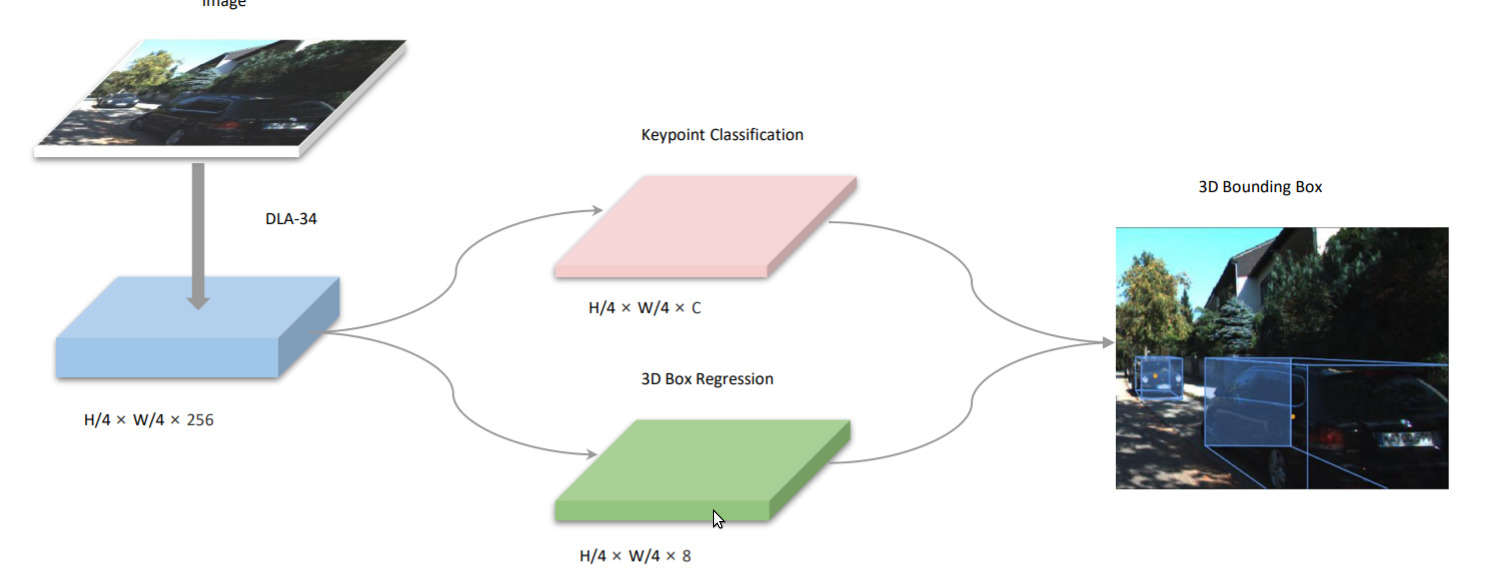 Image
DLA-34
H/4 × W/4 × 256
Keypoint Classification
H/4 × W/4 × C
3D Box Regression
H/4 × W/4 × 8
3D Bounding Box